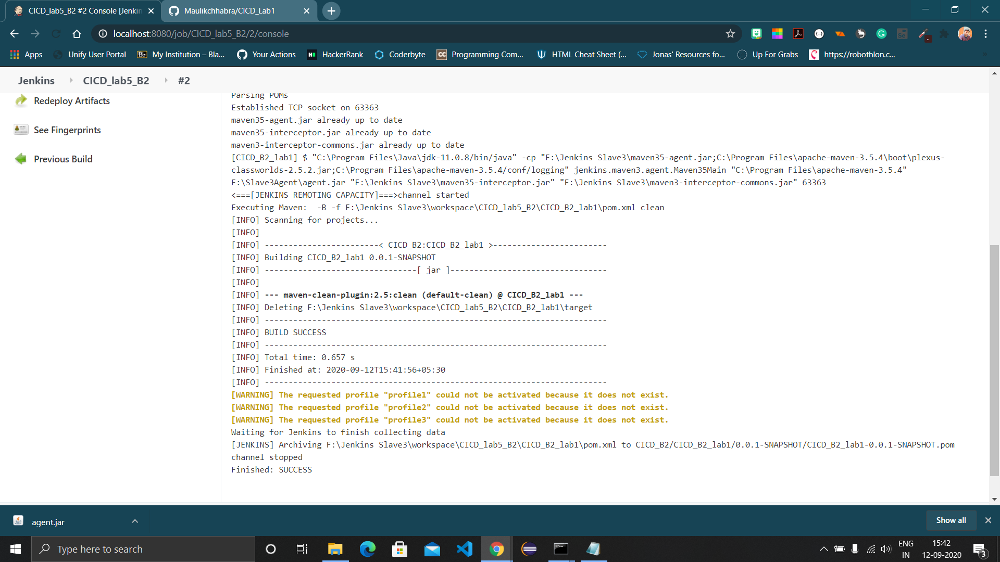 CICD_lab5_B2 #2 Console [Jenkin
Maulikchhabra/CICD_Lab1
localhost:8080/job/CICD_lab5_B2/2/console
Apps
Unify User Portal
Bb My Institution – Bla...
Your Actions
HackerRank
Coderbyte
CC Programming Com...
HTML Cheat Sheet (...
Jonas' Resources fo...
Up For Grabs
https://robothlon.c...
Jenkins
CICD_lab5_B2
#2
Redeploy Artifacts
See Fingerprints
Previous Build
Parsing POMs
Established TCP socket on 63363
maven35-agent.jar already up to date
maven35-interceptor.jar already up to date
maven3-interceptor-commons.jar already up to date
[CICD_B2_lab1] $ "C:\Program Files\Java\jdk-11.0.8/bin/java" -cp "F:\Jenkins Slave3\maven35-agent.jar;C:\Program Files\apache-maven-3.5.4\boot\plexus-
classworlds-2.5.2.jar;C:\Program Files\apache-maven-3.5.4/conf/logging" jenkins.maven3.agent.Maven35Main "C:\Program Files\apache-maven-3.5.4"
F:\Slave3Agent\agent.jar "F:\Jenkins Slave3\maven35-interceptor.jar" "F:\Jenkins Slave3\maven3-interceptor-commons.jar" 63363
<===[JENKINS REMOTING CAPACITY]===>channel started
Executing Maven:  -B -f F:\Jenkins Slave3\workspace\CICD_lab5_B2\CICD_B2_lab1\pom.xml clean
[INFO] Scanning for projects...
[INFO]
[INFO] ------------------------< CICD_B2:CICD_B2_lab1 >------------------------
[INFO] Building CICD_B2_lab1 0.0.1-SNAPSHOT
[INFO] --------------------------------[ jar ]---------------------------------
[INFO]
[INFO] --- maven-clean-plugin:2.5:clean (default-clean) @ CICD_B2_lab1 ---
[INFO] Deleting F:\Jenkins Slave3\workspace\CICD_lab5_B2\CICD_B2_lab1\target
[INFO] ------------------------------------------------------------------------
[INFO] BUILD SUCCESS
[INFO] ------------------------------------------------------------------------
[INFO] Total time: 0.657 s
[INFO] Finished at: 2020-09-12T15:41:56+05:30
[INFO] ------------------------------------------------------------------------
[WARNING] The requested profile "profile1" could not be activated because it does not exist.
[WARNING] The requested profile "profile2" could not be activated because it does not exist.
[WARNING] The requested profile "profile3" could not be activated because it does not exist.
Waiting for Jenkins to finish collecting data
[JENKINS] Archiving F:\Jenkins Slave3\workspace\CICD_lab5_B2\CICD_B2_lab1\pom.xml to CICD_B2/CICD_B2_lab1/0.0.1-SNAPSHOT/CICD_B2_lab1-0.0.1-SNAPSHOT.pom
channel stopped
Finished: SUCCESS
agent.jar
Show all
Type here to search
ENG
IN
15:42
12-09-2020
3